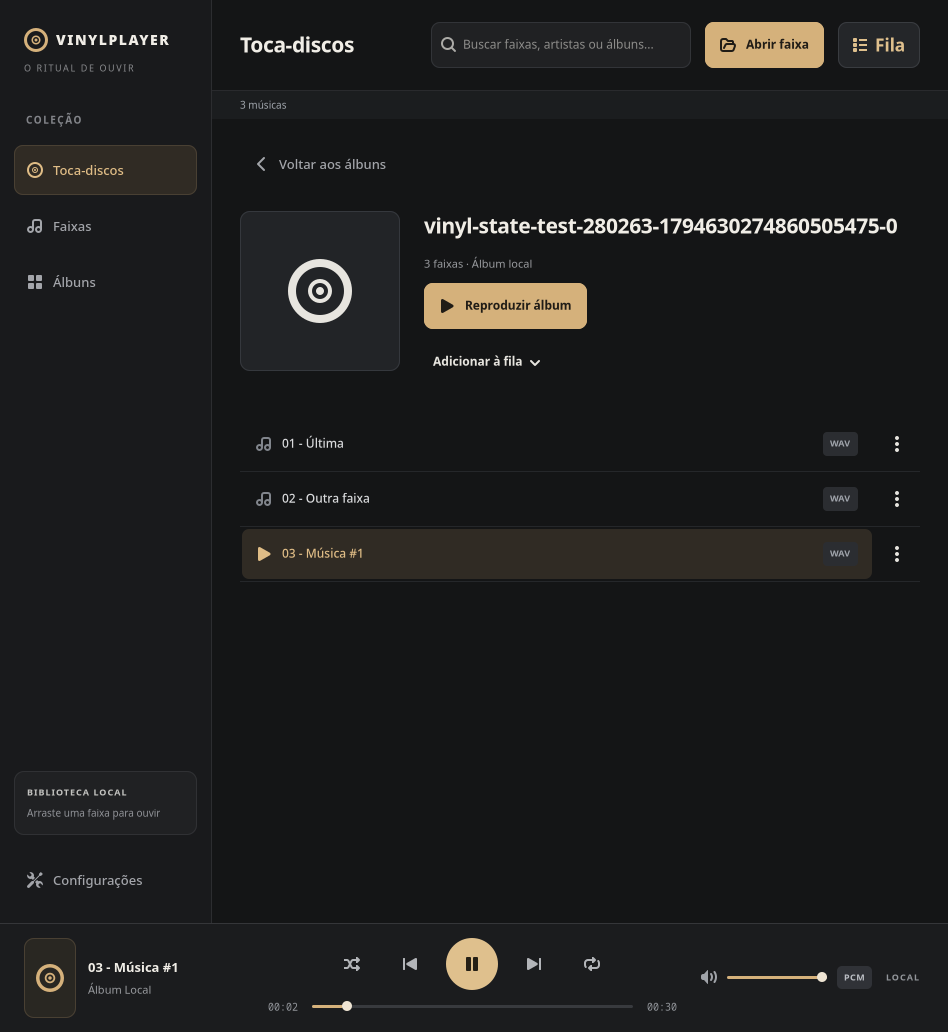 VINYLPLAYER
O RITUAL DE OUVIR
COLEÇÃO
Toca-discos
Faixas
Álbuns
BIBLIOTECA LOCAL
Arraste uma faixa para ouvir
Configurações
Toca-discos
Buscar faixas, artistas ou álbuns...
Abrir faixa
Fila
3 músicas
Voltar aos álbuns
vinyl-state-test-280263-1794630274860505475-0
3 faixas · Álbum local
Reproduzir álbum
Adicionar à fila
01 - Última WAV
02 - Outra faixa WAV
03 - Música #1 WAV
03 - Música #1
Álbum Local
00:02
00:30
PCM
LOCAL